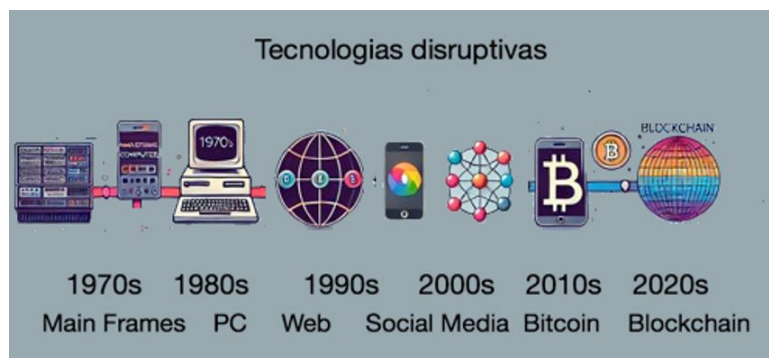 Tecnologias disruptivas
BLOCKCHAIN
1970s
1970s 1980s 1990s 2000s 2010s 2020s
Main Frames PC Web Social Media Bitcoin Blockchain